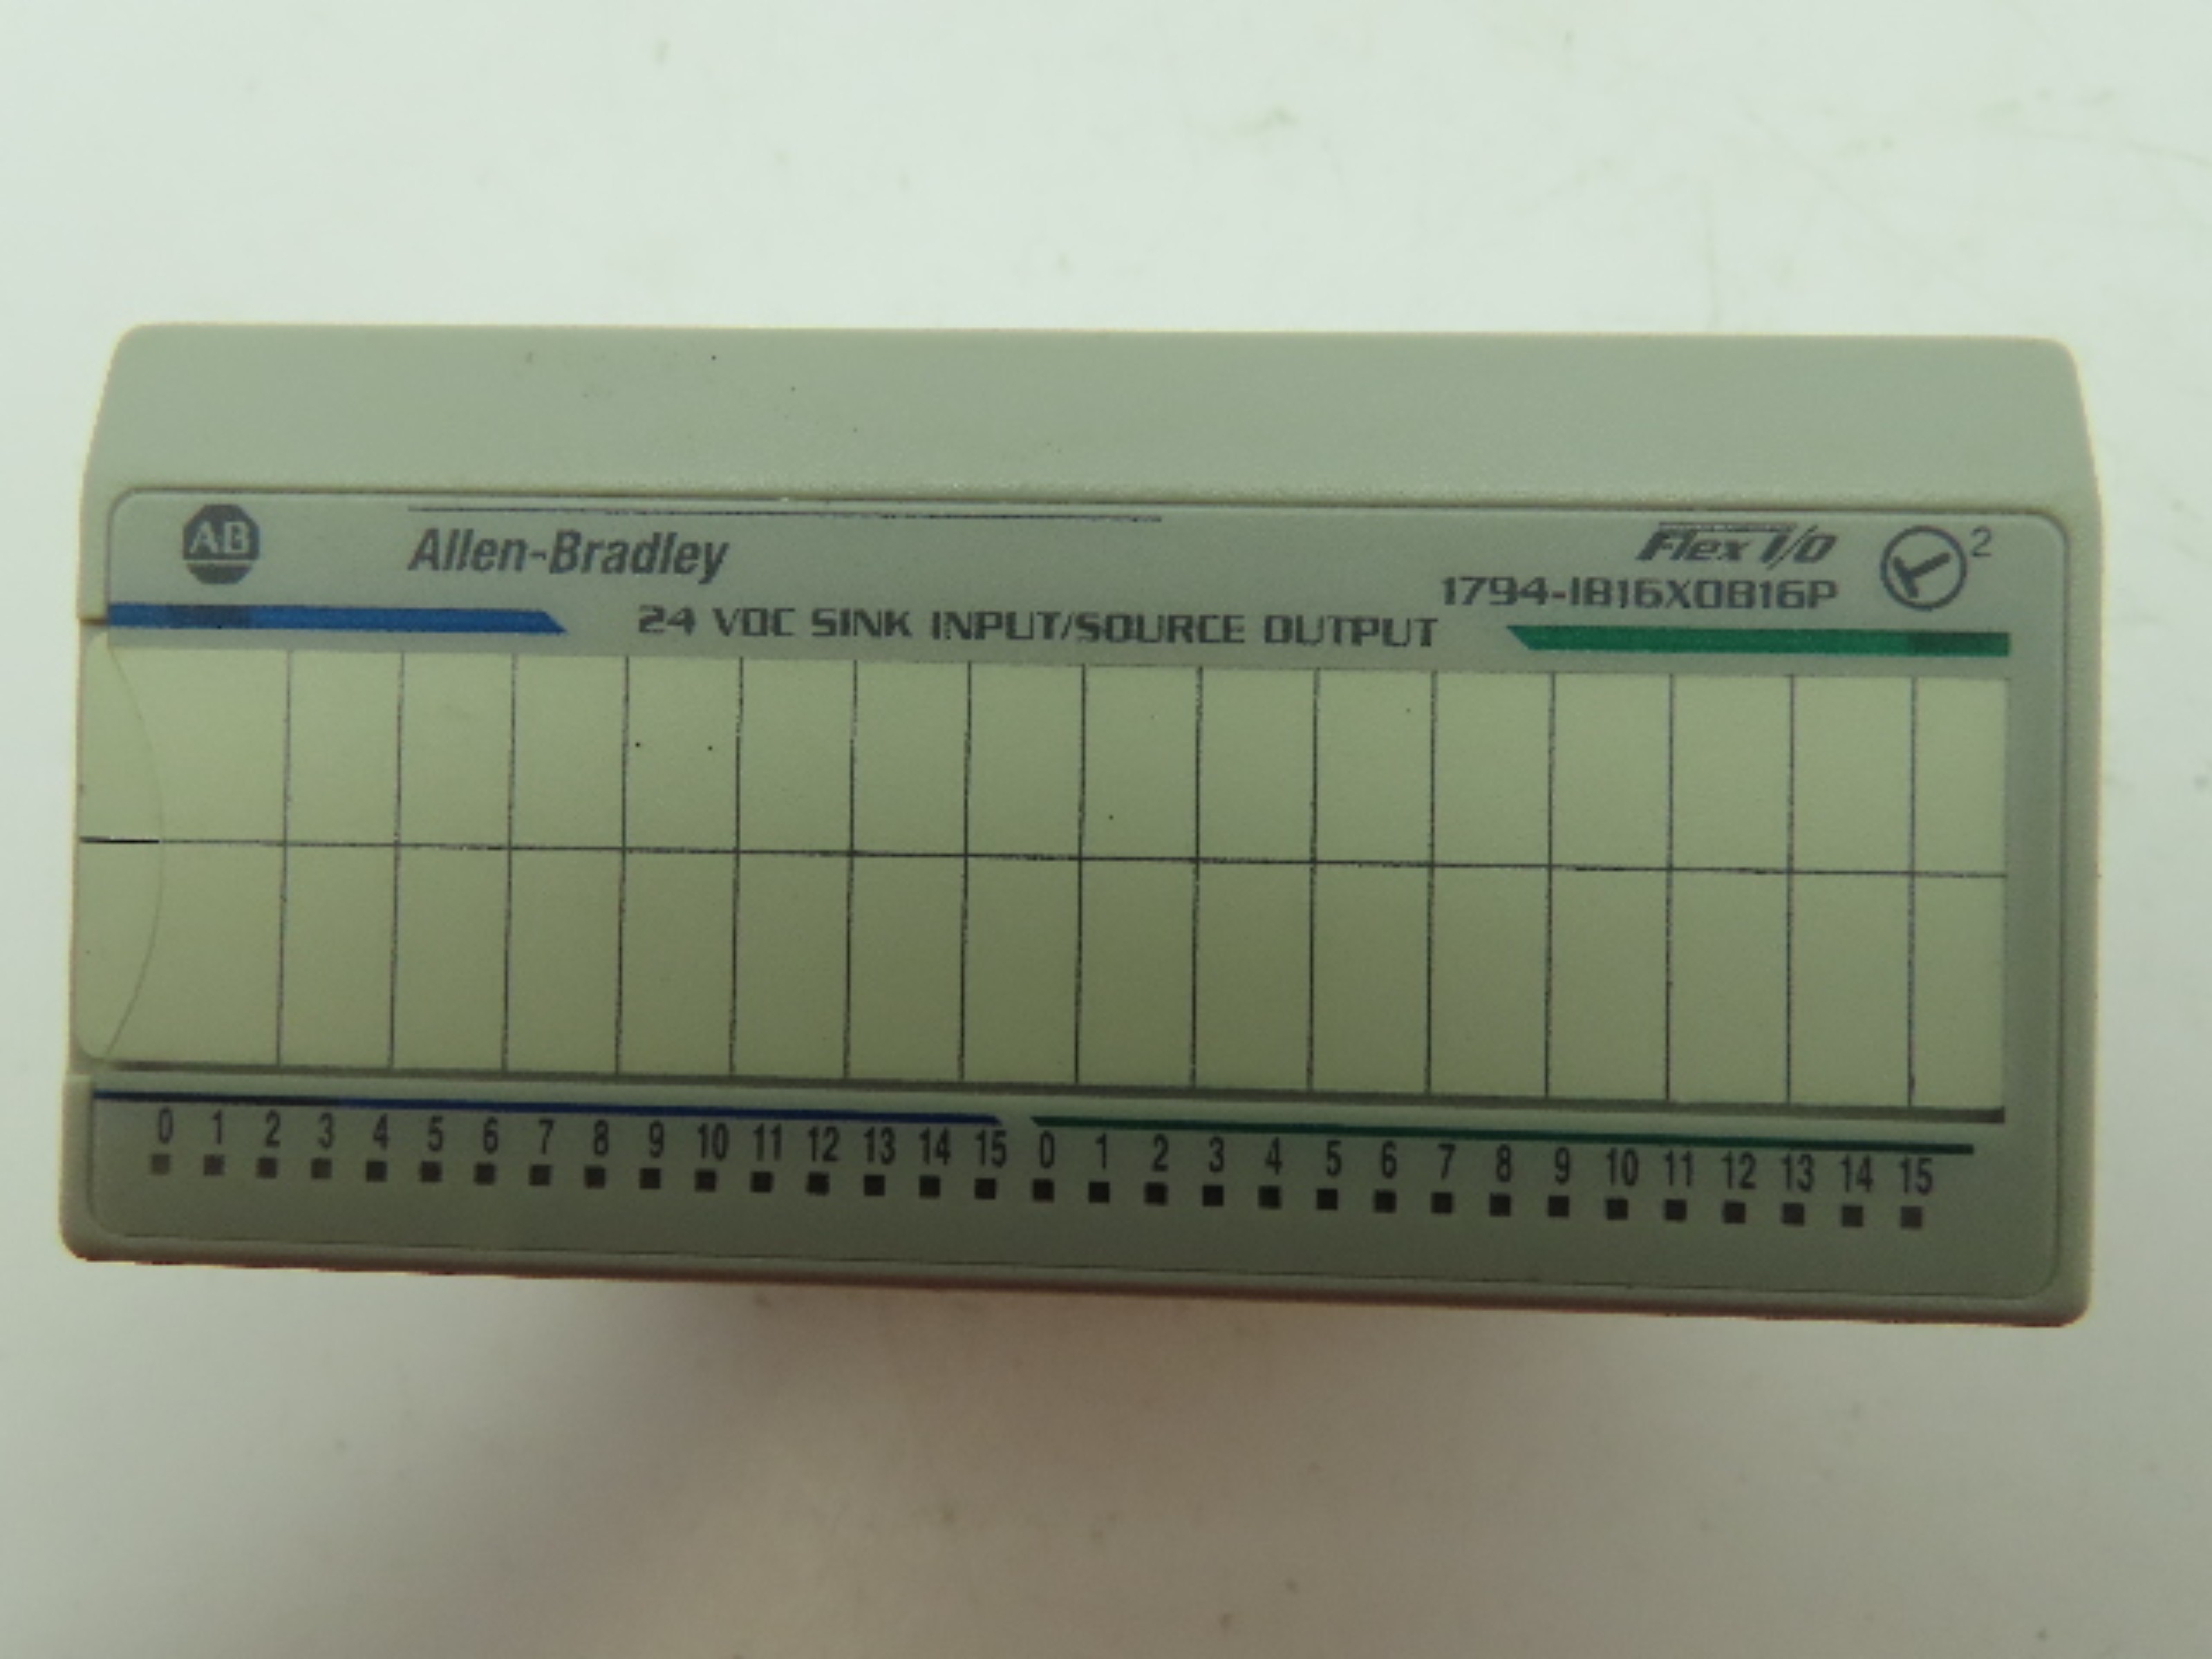 AB
Allen-Bradley
Flex I/O
2
1794-IB16XOB16P
24 VDC SINK INPUT/SOURCE OUTPUT
0 1 2 3 4 5 6 7 8 9 10 11 12 13 14 15 0 1 2 3 4 5 6 7 8 9 10 11 12 13 14 15